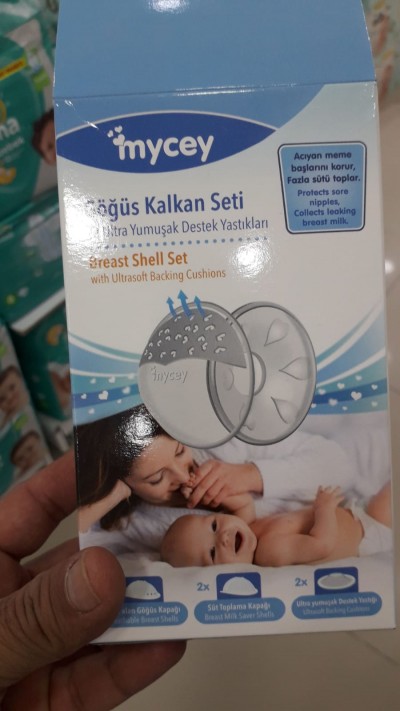 mycey
Acıyan meme
başlarını korur,
Fazla sütü toplar.
Protects sore
nipples,
Collects leaking
breast milk.
Göğüs Kalkan Seti
Ultra Yumuşak Destek Yastıkları
Breast Shell Set
with Ultrasoft Backing Cushions
mycey
Göğüs Kapağı
Breast Shells
2x
Süt Toplama Kapağı
Breast Milk Saver Shells
2x
Ultra yumuşak Destek Yastığı
Ultrasoft Backing Cushions